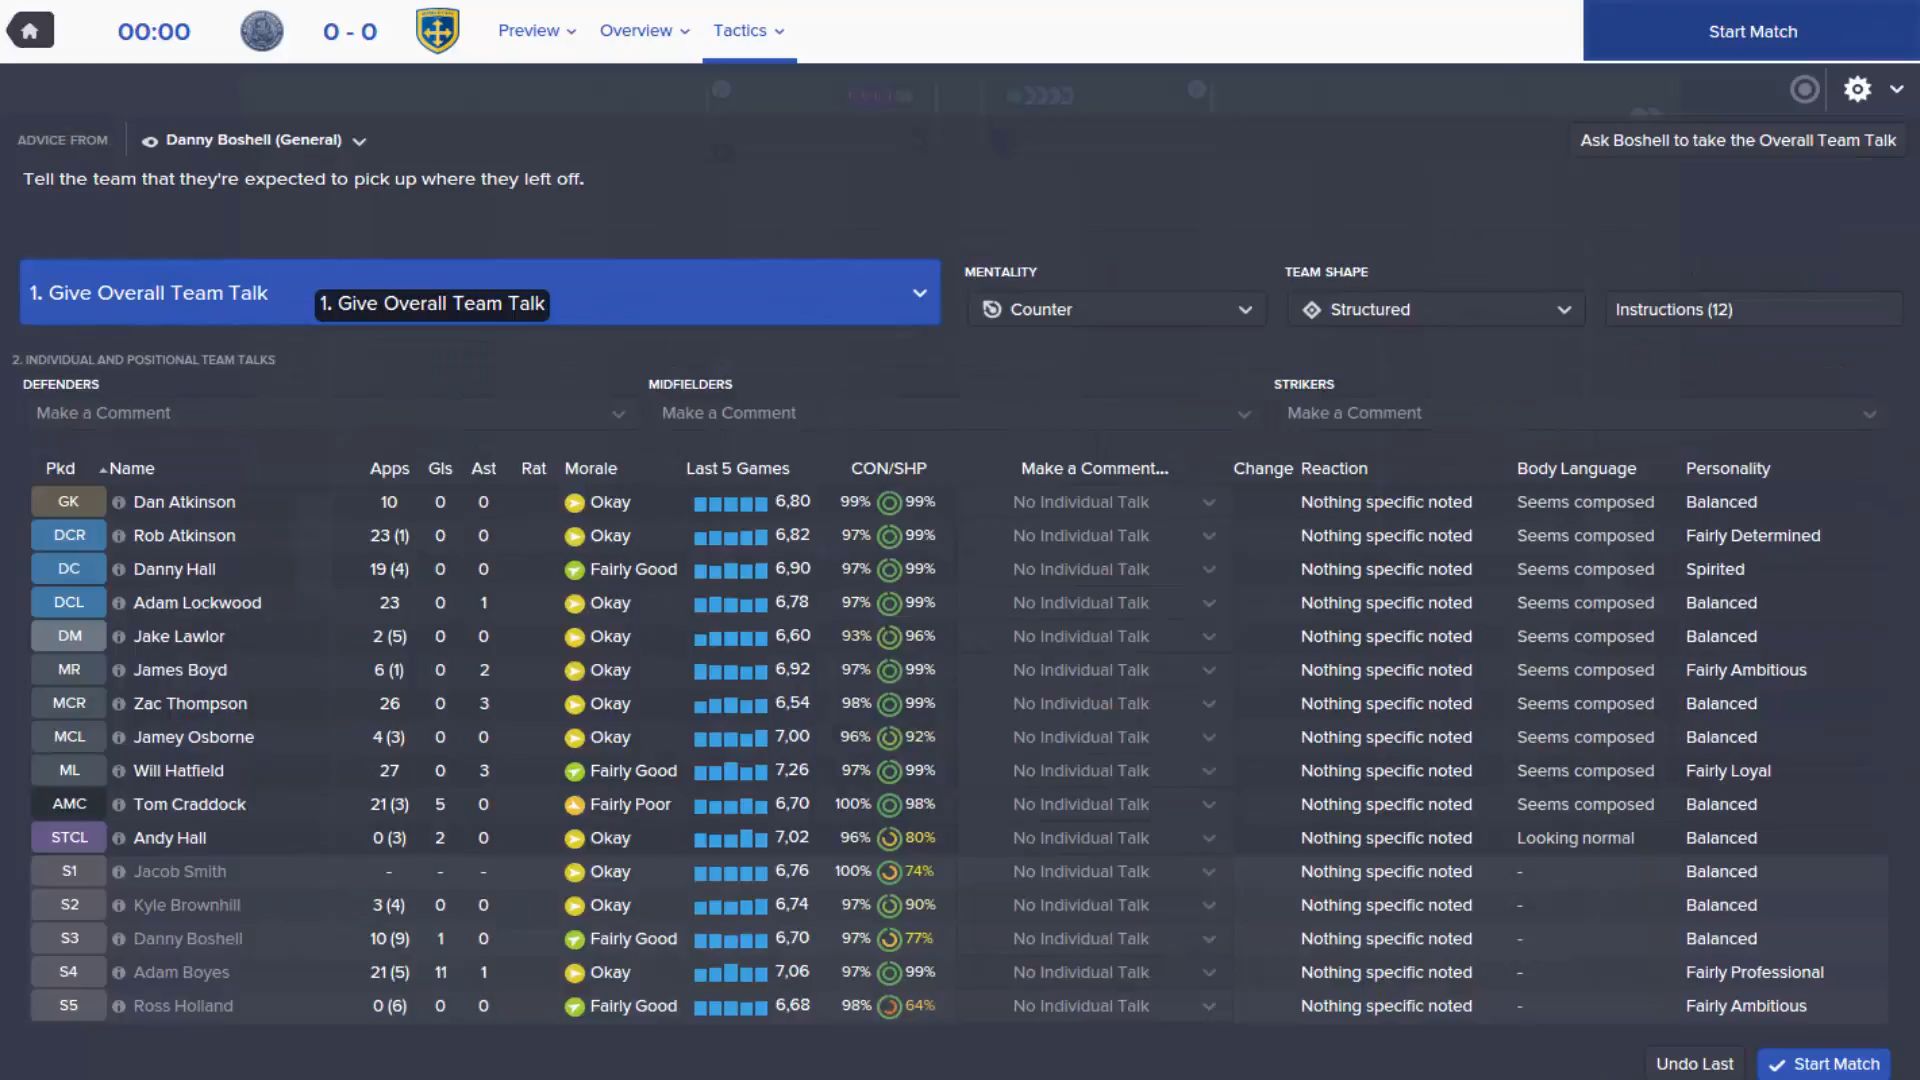 00:00 0 - 0 Preview Overview Tactics Start Match
ADVICE FROM Danny Boshell (General) Ask Boshell to take the Overall Team Talk
Tell the team that they're expected to pick up where they left off.
MENTALITY TEAM SHAPE
1. Give Overall Team Talk 1. Give Overall Team Talk Counter Structured Instructions (12)
2. INDIVIDUAL AND POSITIONAL TEAM TALKS
DEFENDERS MIDFIELDERS STRIKERS
Make a Comment Make a Comment Make a Comment
Pkd Name Apps Gls Ast Rat Morale Last 5 Games CON/SHP Make a Comment... Change Reaction Body Language Personality
GK Dan Atkinson 10 0 0 Okay 6,80 99% 99% No Individual Talk Nothing specific noted Seems composed Balanced
DCR Rob Atkinson 23 (1) 0 0 Okay 6,82 97% 99% No Individual Talk Nothing specific noted Seems composed Fairly Determined
DC Danny Hall 19 (4) 0 0 Fairly Good 6,90 97% 99% No Individual Talk Nothing specific noted Seems composed Spirited
DCL Adam Lockwood 23 0 1 Okay 6,78 97% 99% No Individual Talk Nothing specific noted Seems composed Balanced
DM Jake Lawlor 2 (5) 0 0 Okay 6,60 93% 96% No Individual Talk Nothing specific noted Seems composed Balanced
MR James Boyd 6 (1) 0 2 Okay 6,92 97% 99% No Individual Talk Nothing specific noted Seems composed Fairly Ambitious
MCR Zac Thompson 26 0 3 Okay 6,54 98% 99% No Individual Talk Nothing specific noted Seems composed Balanced
MCL Jamey Osborne 4 (3) 0 0 Okay 7,00 96% 92% No Individual Talk Nothing specific noted Seems composed Balanced
ML Will Hatfield 27 0 3 Fairly Good 7,26 97% 99% No Individual Talk Nothing specific noted Seems composed Fairly Loyal
AMC Tom Craddock 21 (3) 5 0 Fairly Poor 6,70 100% 98% No Individual Talk Nothing specific noted Seems composed Balanced
STCL Andy Hall 0 (3) 2 0 Okay 7,02 96% 80% No Individual Talk Nothing specific noted Looking normal Balanced
S1 Jacob Smith - - - Okay 6,76 100% 74% No Individual Talk Nothing specific noted - Balanced
S2 Kyle Brownhill 3 (4) 0 0 Okay 6,74 97% 90% No Individual Talk Nothing specific noted - Balanced
S3 Danny Boshell 10 (9) 1 0 Fairly Good 6,70 97% 77% No Individual Talk Nothing specific noted - Balanced
S4 Adam Boyes 21 (5) 11 1 Okay 7,06 97% 99% No Individual Talk Nothing specific noted - Fairly Professional
S5 Ross Holland 0 (6) 0 0 Fairly Good 6,68 98% 64% No Individual Talk Nothing specific noted - Fairly Ambitious
Undo Last Start Match